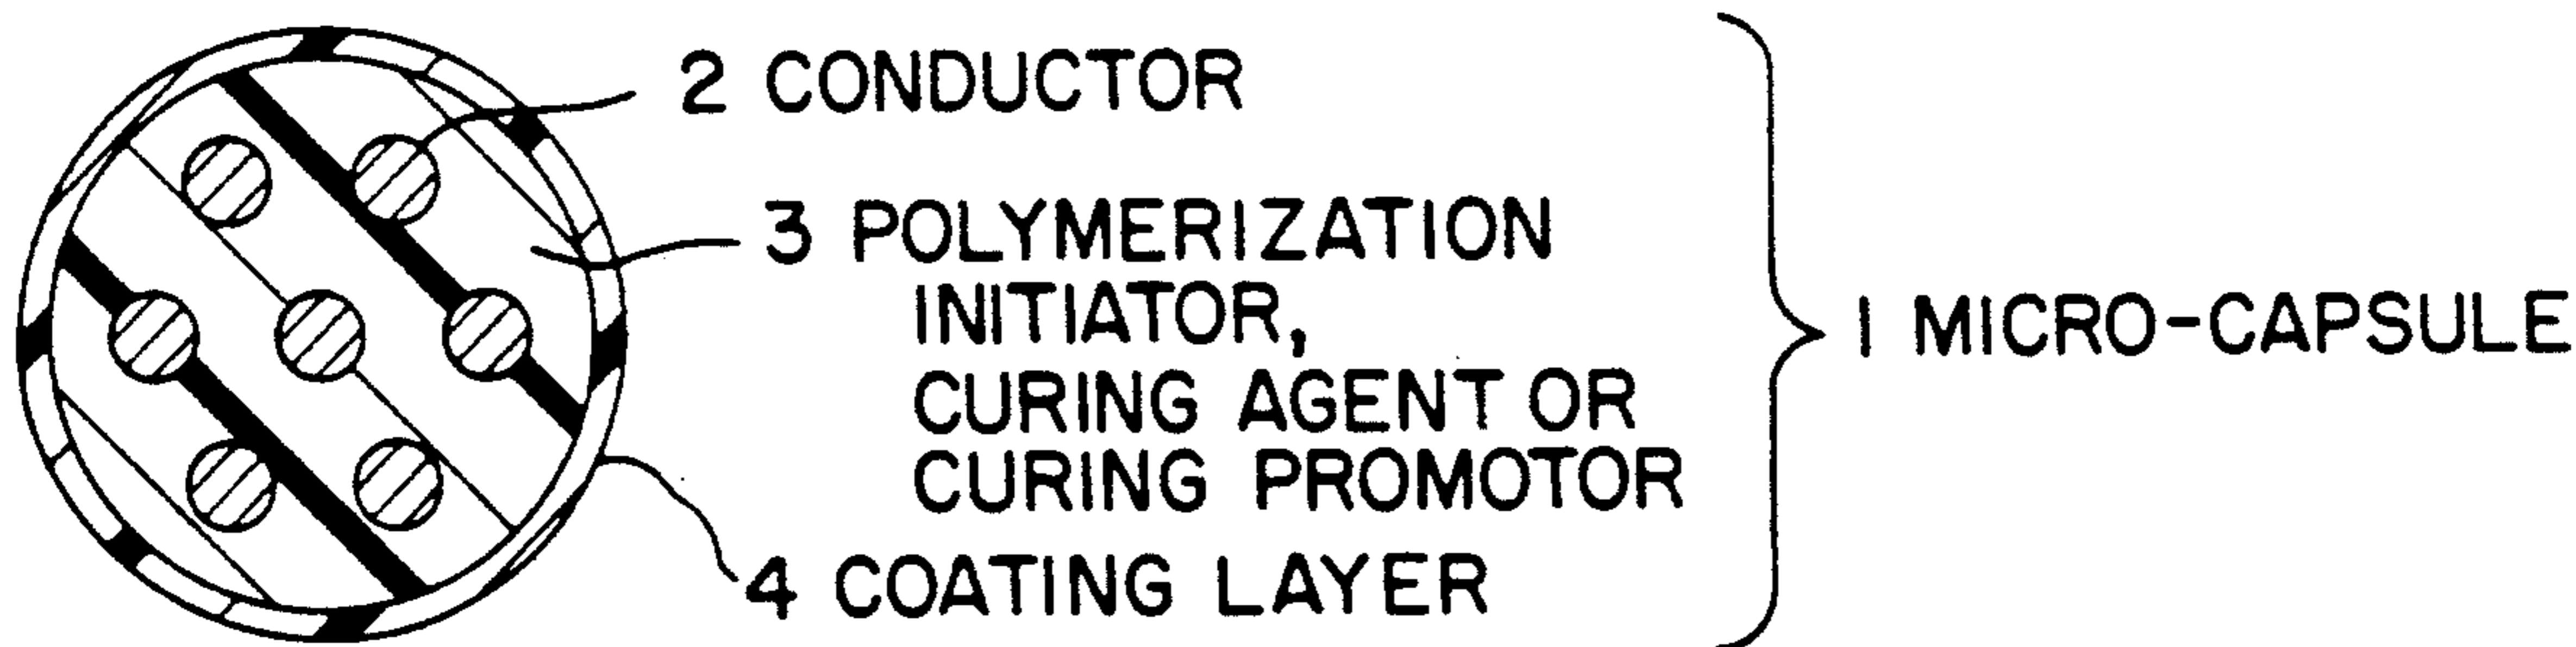 2 CONDUCTOR
3 POLYMERIZATION
INITIATOR,
CURING AGENT OR
CURING PROMOTOR
4 COATING LAYER
1 MICRO-CAPSULE